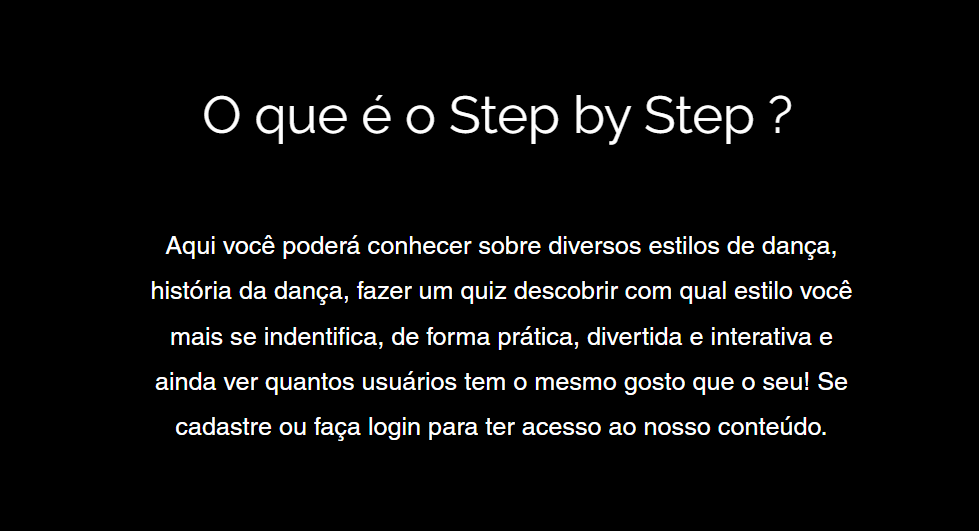 O que é o Step by Step ?
Aqui você poderá conhecer sobre diversos estilos de dança,
história da dança, fazer um quiz descobrir com qual estilo você
mais se indentifica, de forma prática, divertida e interativa e
ainda ver quantos usuários tem o mesmo gosto que o seu! Se
cadastre ou faça login para ter acesso ao nosso conteúdo.